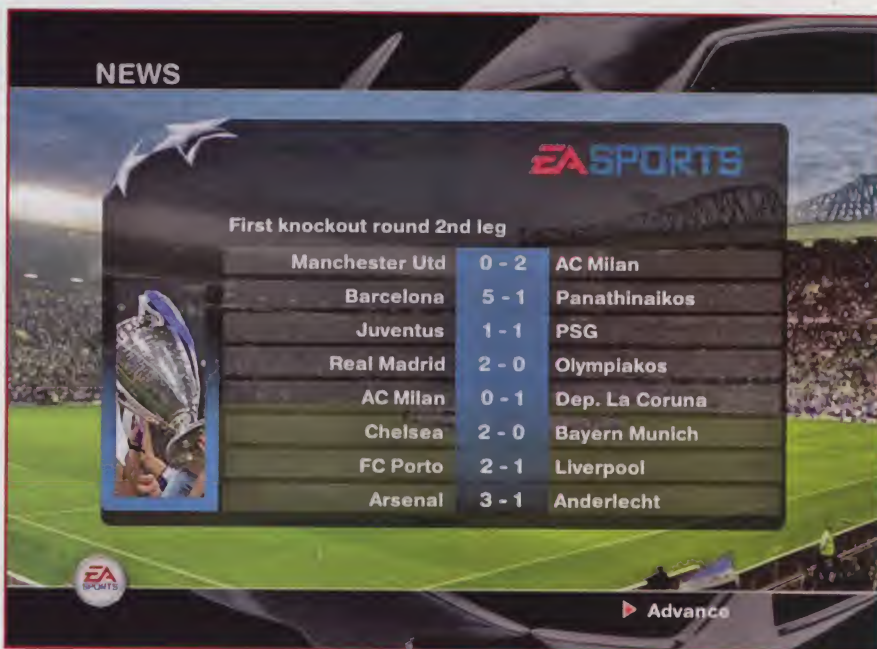 NEWS
EA SPORTS
First knockout round 2nd leg
Manchester Utd 0 - 2 AC Milan
Barcelona 5 - 1 Panathinaikos
Juventus 1 - 1 PSG
Real Madrid 2 - 0 Olympiakos
AC Milan 0 - 1 Dep. La Coruna
Chelsea 2 - 0 Bayern Munich
FC Porto 2 - 1 Liverpool
Arsenal 3 - 1 Anderlecht
EA
SPORTS
Advance